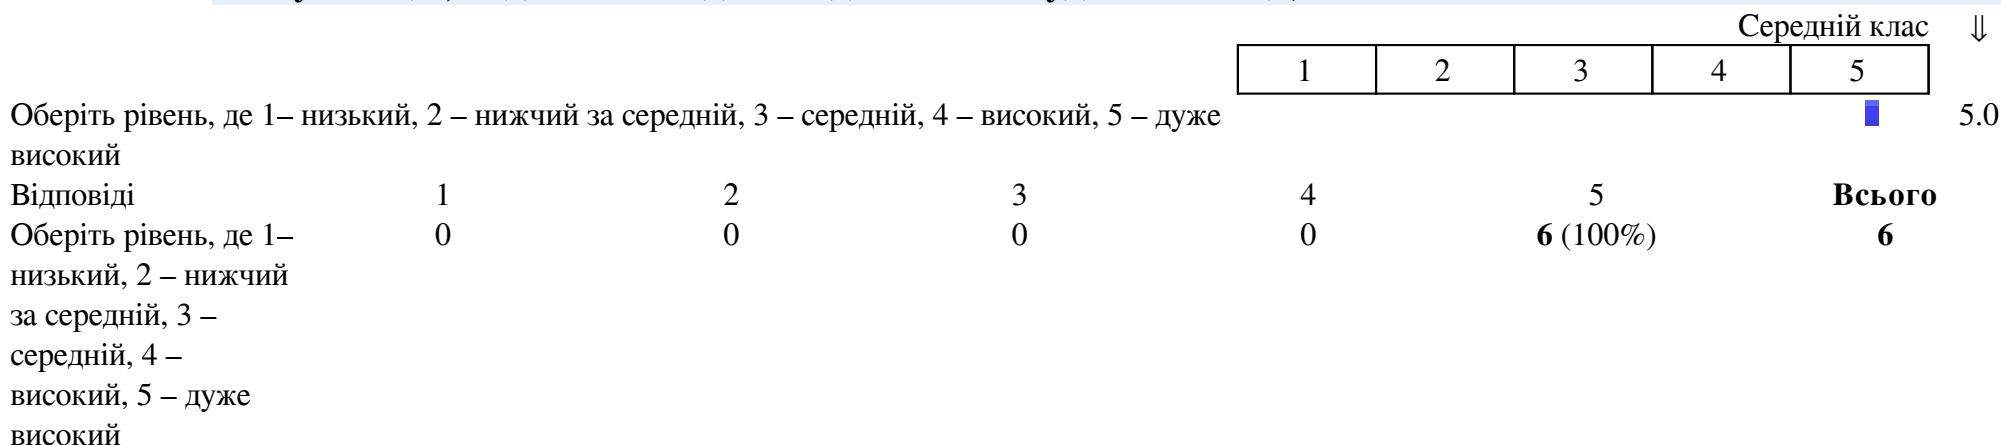 Середній клас ⇓
1 2 3 4 5
Оберіть рівень, де 1– низький, 2 – нижчий за середній, 3 – середній, 4 – високий, 5 – дуже 5.0
високий
Відповіді 1 2 3 4 5 Всього
Оберіть рівень, де 1– 0 0 0 0 6 (100%) 6
низький, 2 – нижчий
за середній, 3 –
середній, 4 –
високий, 5 – дуже
високий